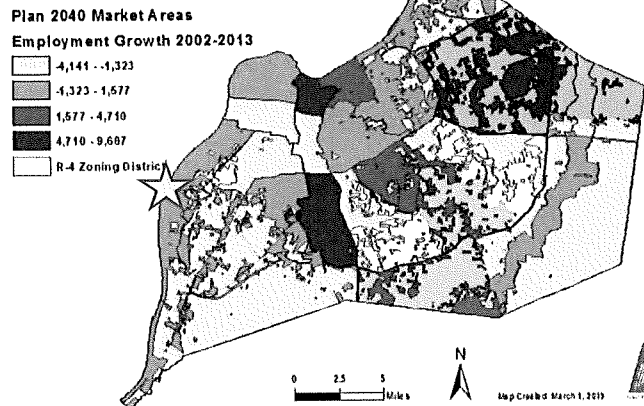 Plan 2040 Market Areas
Employment Growth 2002-2013
-4,141 - -1,323
-1,323 - 1,577
1,577 - 4,710
4,710 - 9,687
R-4 Zoning District
N
0 2.5 5
Miles
Map Created: March 1, 2019